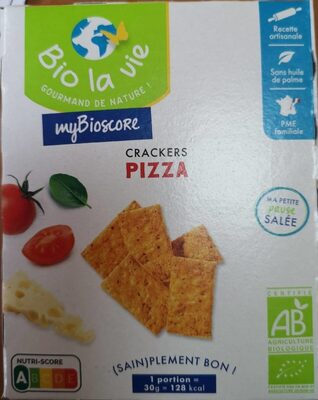 Bio la vie
GOURMAND DE NATURE !
myBioscore
Recette
artisanale
Sans huile
de palme
PME
familiale
CRACKERS
PIZZA
MA PETITE
pause
SALÉE
(SAIN)PLEMENT BON !
1 portion =
30g = 128 kcal
NUTRI-SCORE
A B C D E
CERTIFIÉ
AB
AGRICULTURE
BIOLOGIQUE